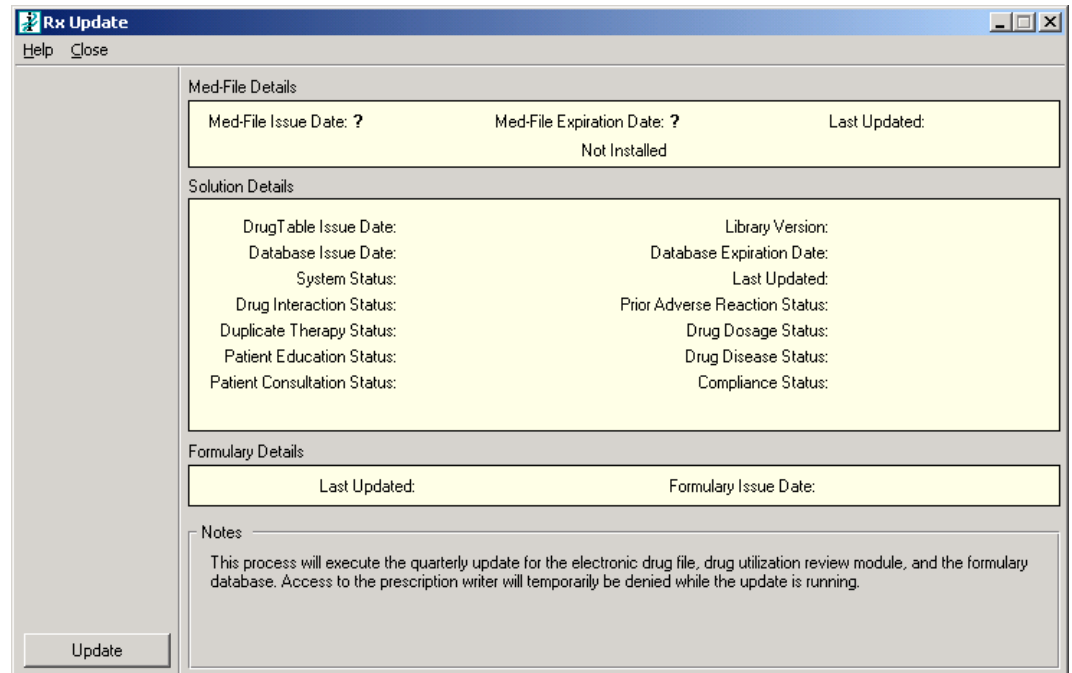 Rx Update
Help Close
Med-File Details
Med-File Issue Date: ? Med-File Expiration Date: ? Last Updated:
Not Installed
Solution Details
DrugTable Issue Date: Library Version:
Database Issue Date: Database Expiration Date:
System Status: Last Updated:
Drug Interaction Status: Prior Adverse Reaction Status:
Duplicate Therapy Status: Drug Dosage Status:
Patient Education Status: Drug Disease Status:
Patient Consultation Status: Compliance Status:
Formulary Details
Last Updated: Formulary Issue Date:
Notes
This process will execute the quarterly update for the electronic drug file, drug utilization review module, and the formulary
database. Access to the prescription writer will temporarily be denied while the update is running.
Update